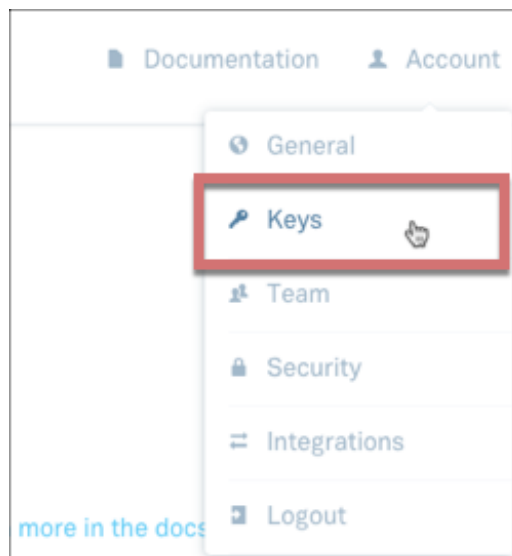 Documentation Account
General
Keys
Team
Security
Integrations
more in the docs
Logout